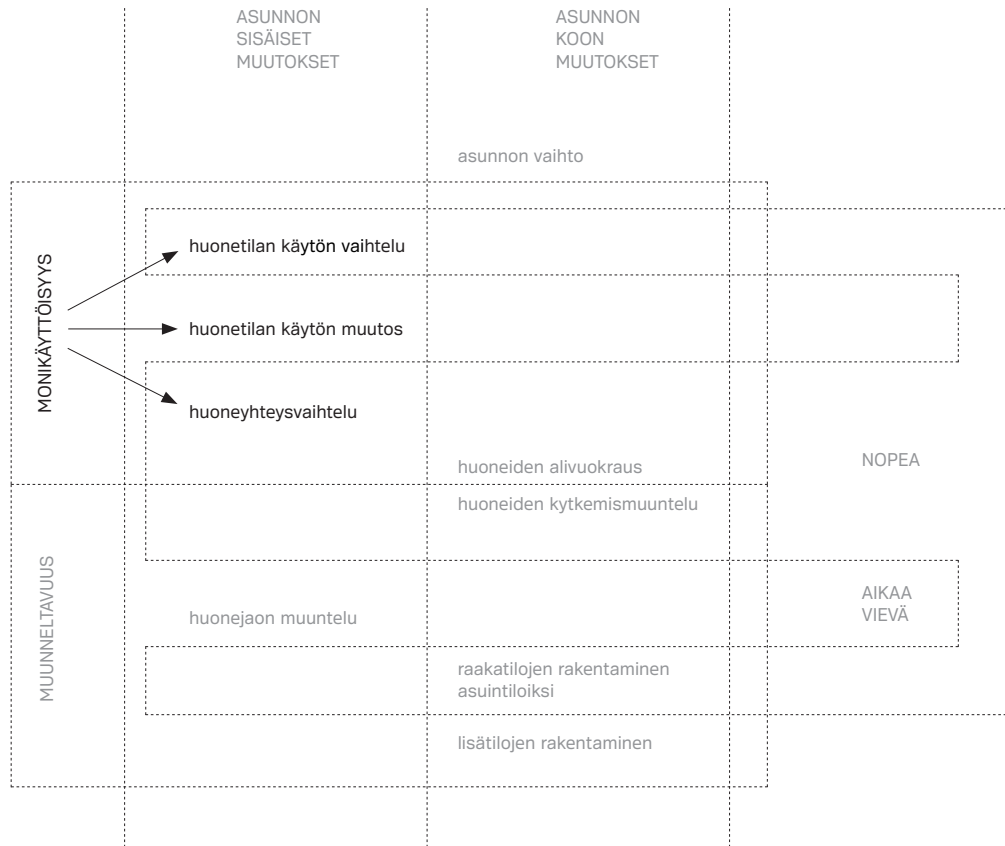 ASUNNON
SISÄISET
MUUTOKSET
ASUNNON
KOON
MUUTOKSET
asunnon vaihto
MONIKÄYTTÖISYYS
huonetilan käytön vaihtelu
huonetilan käytön muutos
huoneyhteysvaihtelu
huoneiden alivuokraus
NOPEA
huoneiden kytkemismuuntelu
MUUNNELTAVUUS
huonejaon muuntelu
AIKAA
VIEVÄ
raakatilojen rakentaminen
asuintiloiksi
lisätilojen rakentaminen